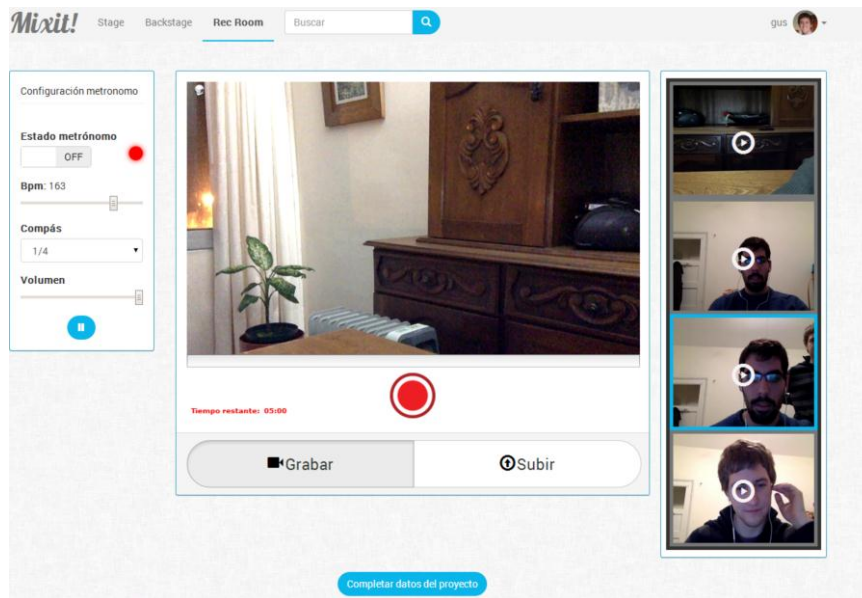 Mixit!
Stage
Backstage
Rec Room
Buscar
gus
Configuración metronomo
Estado metrónomo
OFF
Bpm: 163
Compás
1/4
Volumen
Tiempo restante: 05:00
Grabar
Subir
Completar datos del proyecto